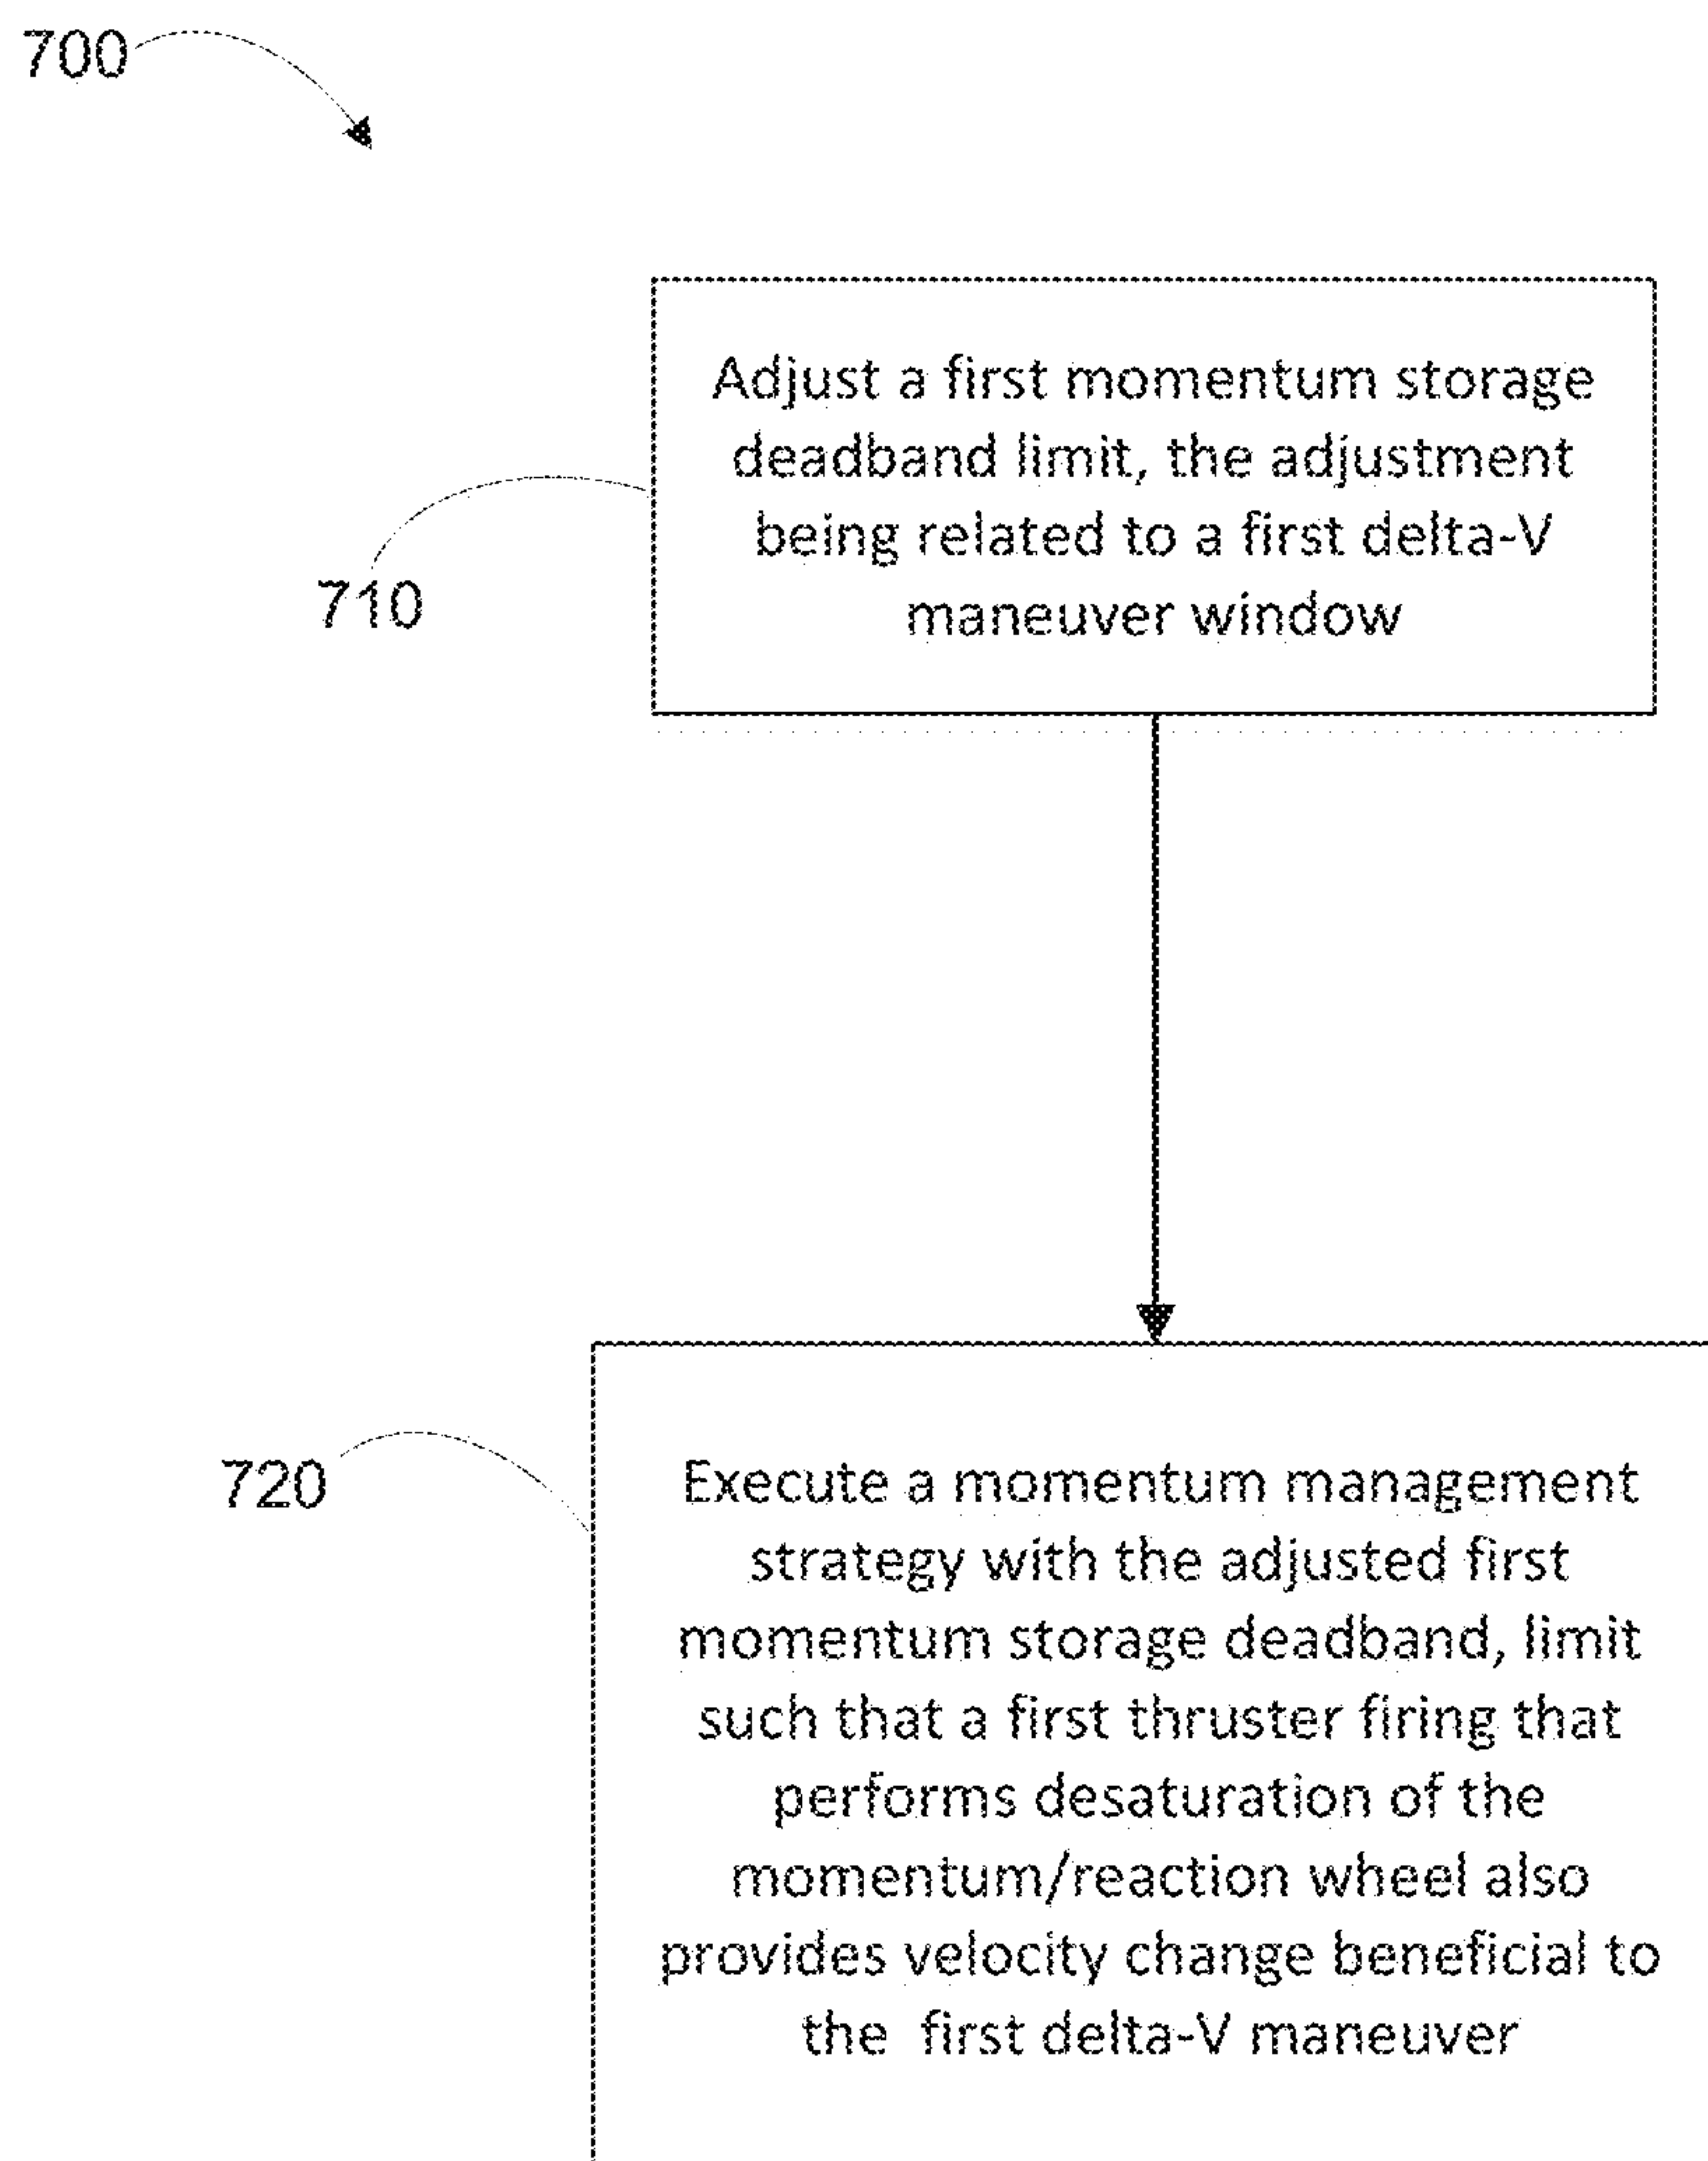 700
Adjust a first momentum storage
deadband limit, the adjustment
being related to a first delta-V
maneuver window
710
720
Execute a momentum management
strategy with the adjusted first
momentum storage deadband, limit
such that a first thruster firing that
performs desaturation of the
momentum/reaction wheel also
provides velocity change beneficial to
the first delta-V maneuver